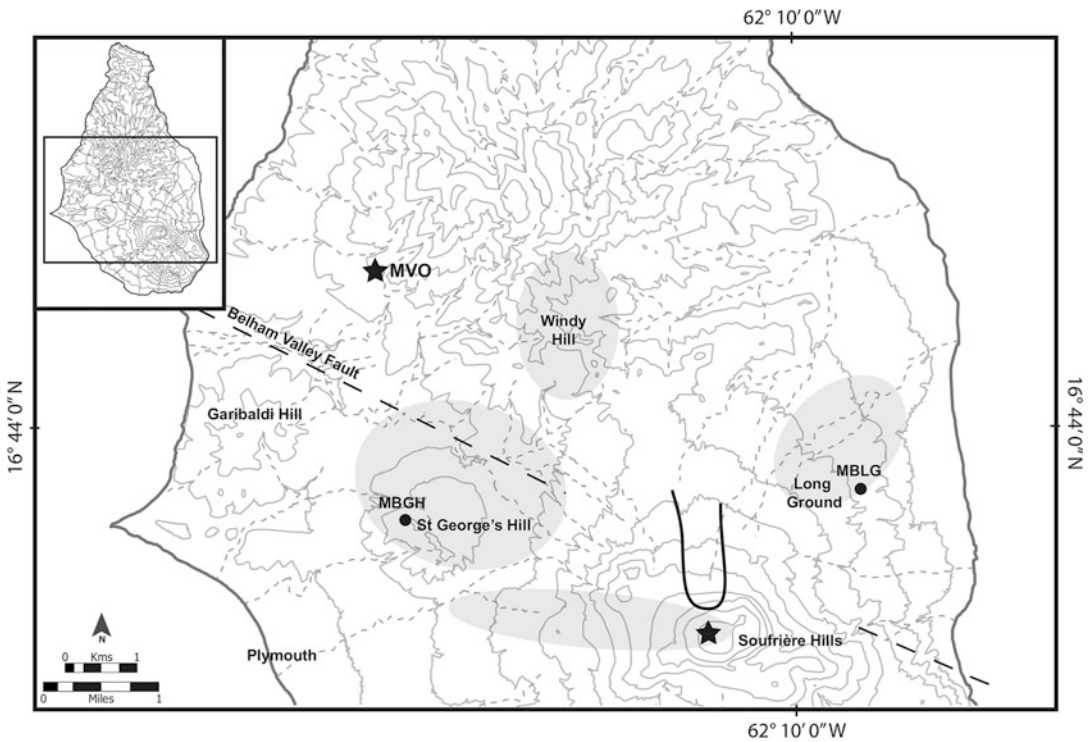 62° 10′ 0″W
MVO
Windy
Hill
Belham Valley Fault
Garibaldi Hill
16° 44′ 0″N
16° 44′ 0″N
MBLG
Long
Ground
MBGH
St George's Hill
Soufrière Hills
Plymouth
N
0 Kms 1
0 Miles 1
62° 10′ 0″W